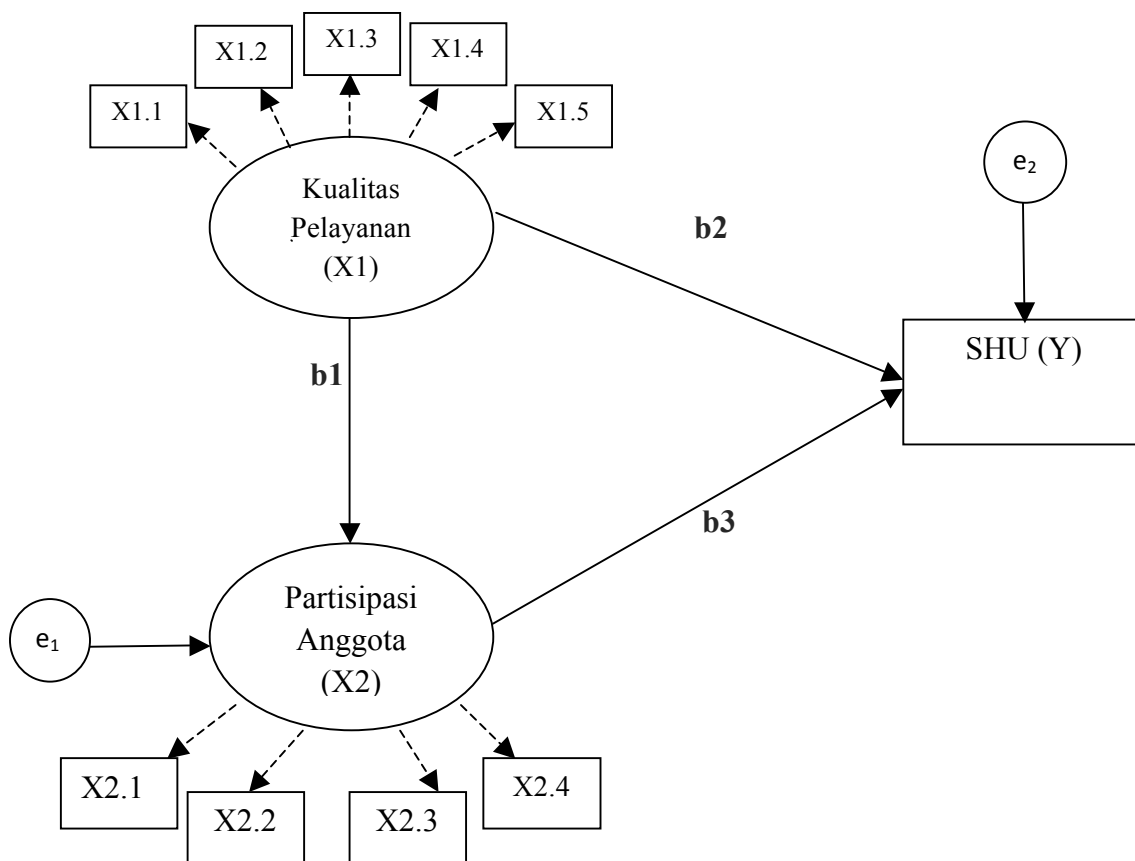 X1.1
X1.2
X1.3
X1.4
X1.5
Kualitas
Pelayanan
(X1)
e₂
b2
SHU (Y)
b1
b3
e₁
Partisipasi
Anggota
(X2)
X2.1
X2.2
X2.3
X2.4